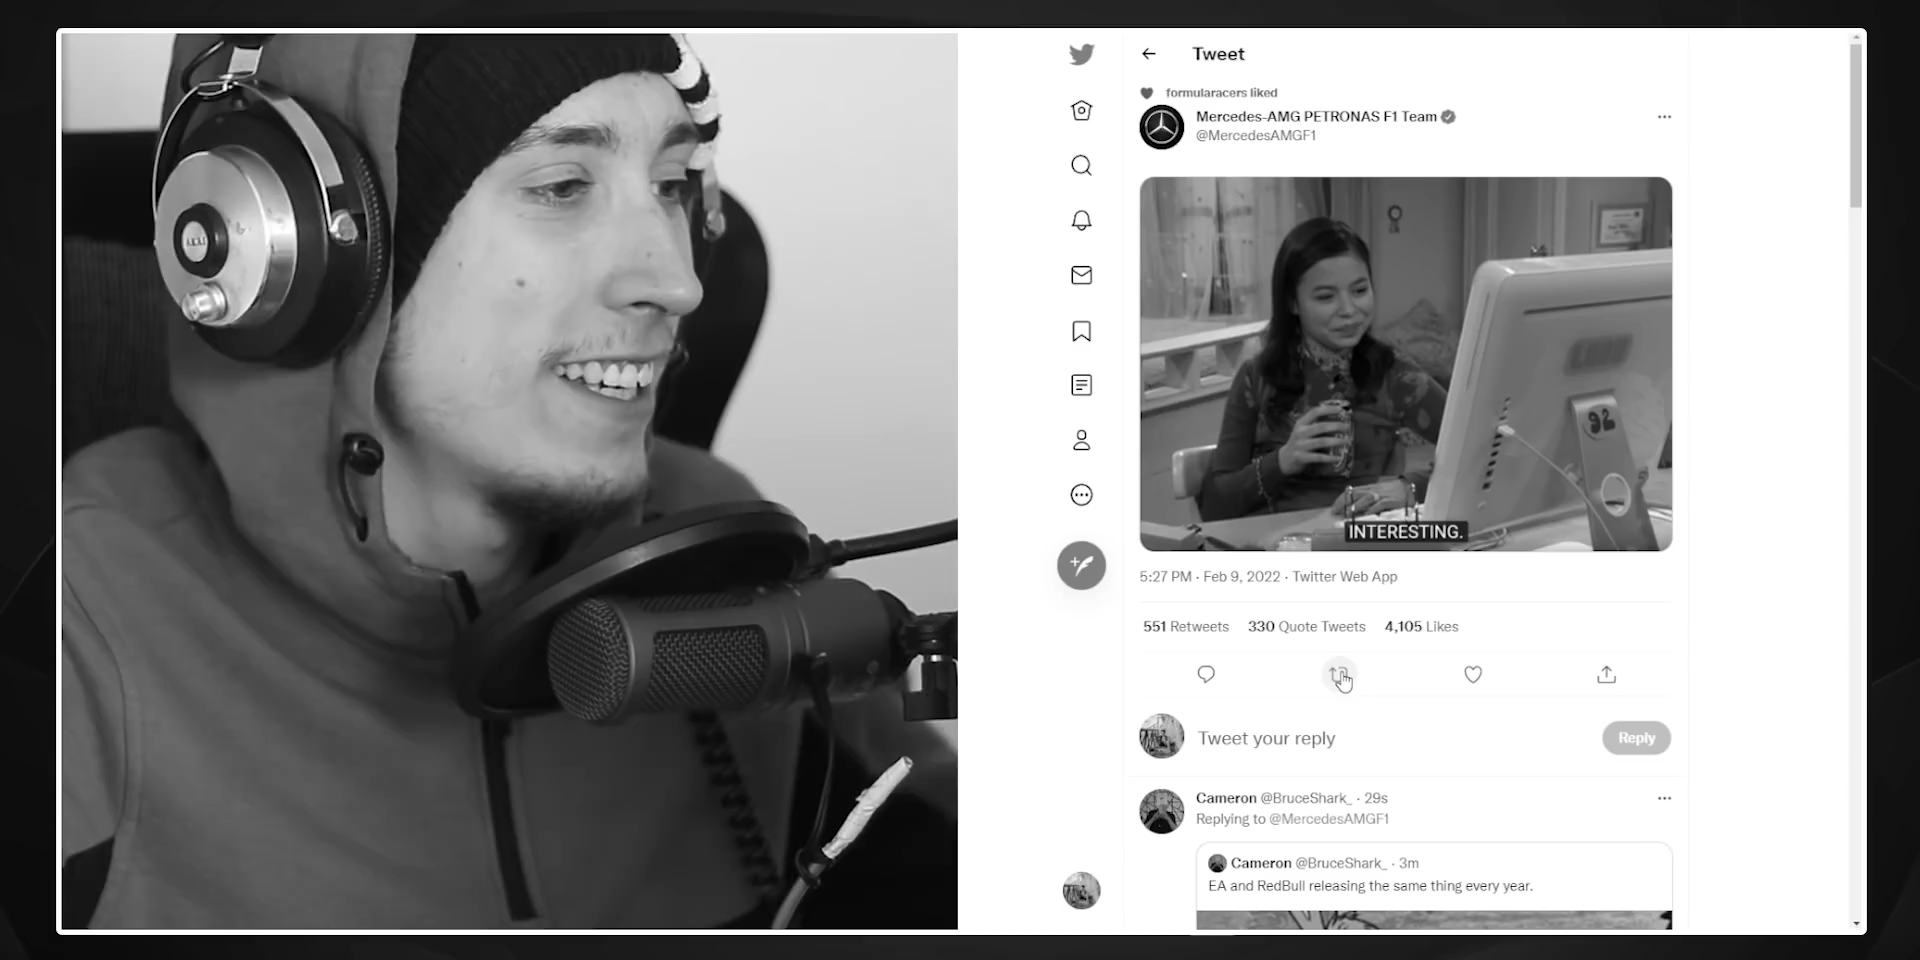 AKAI
Tweet
formularacers liked
Mercedes-AMG PETRONAS F1 Team
@MercedesAMGF1
92
INTERESTING.
5:27 PM · Feb 9, 2022 · Twitter Web App
551 Retweets 330 Quote Tweets 4,105 Likes
Tweet your reply
Reply
Cameron @BruceShark_ · 29s
Replying to @MercedesAMGF1
Cameron @BruceShark_ · 3m
EA and RedBull releasing the same thing every year.